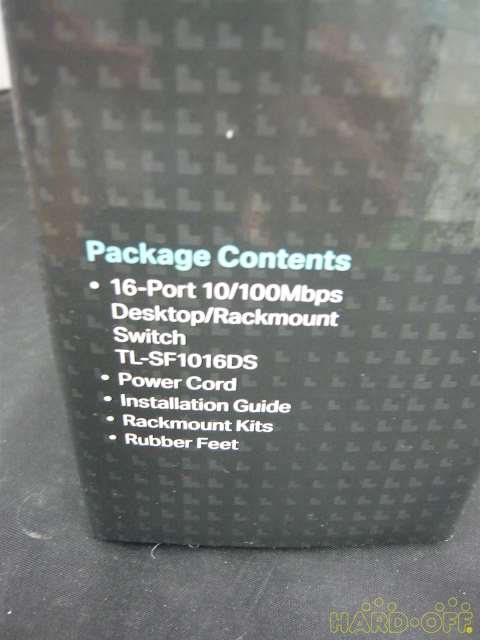 Package Contents
• 16-Port 10/100Mbps
Desktop/Rackmount
Switch
TL-SF1016DS
• Power Cord
• Installation Guide
• Rackmount Kits
• Rubber Feet
HARD-OFF